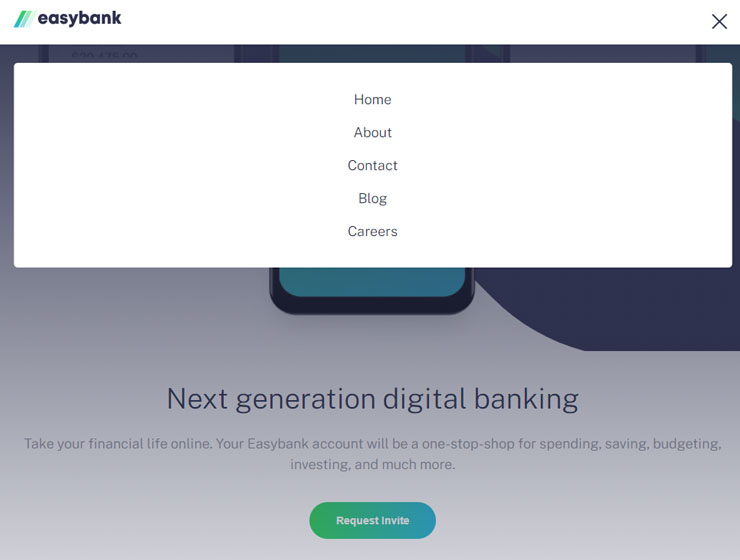 easybank
Home
About
Contact
Blog
Careers
Next generation digital banking
Take your financial life online. Your Easybank account will be a one-stop-shop for spending, saving, budgeting,
investing, and much more.
Request Invite